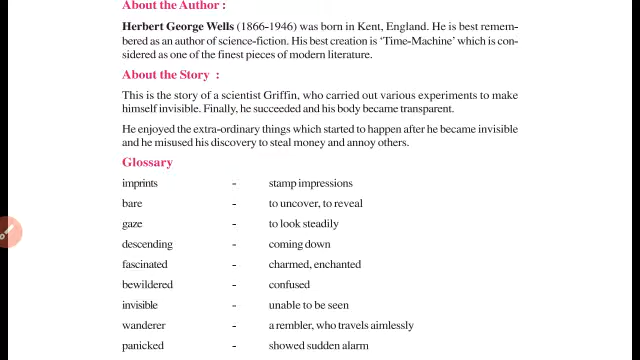 About the Author :
Herbert George Wells (1866-1946) was born in Kent, England. He is best remem-
bered as an author of science-fiction. His best creation is ‘Time-Machine’ which is con-
sidered as one of the finest pieces of modern literature.
About the Story :
This is the story of a scientist Griffin, who carried out various experiments to make
himself invisible. Finally, he succeeded and his body became transparent.
He enjoyed the extra-ordinary things which started to happen after he became invisible
and he misused his discovery to steal money and annoy others.
Glossary
imprints - stamp impressions
bare - to uncover, to reveal
gaze - to look steadily
descending - coming down
fascinated - charmed, enchanted
bewildered - confused
invisible - unable to be seen
wanderer - a rembler, who travels aimlessly
panicked - showed sudden alarm